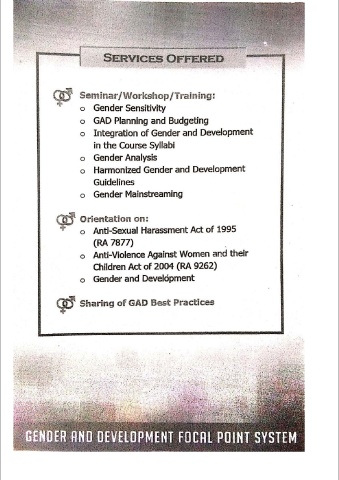 SERVICES OFFERED
Seminar/Workshop/Training:
o Gender Sensitivity
o GAD Planning and Budgeting
o Integration of Gender and Development
in the Course Syllabi
o Gender Analysis
o Harmonized Gender and Development
Guidelines
o Gender Mainstreaming
Orientation on:
o Anti-Sexual Harassment Act of 1995
(RA 7877)
o Anti-Violence Against Women and their
Children Act of 2004 (RA 9262)
o Gender and Development
Sharing of GAD Best Practices
GENDER AND DEVELOPMENT FOCAL POINT SYSTEM